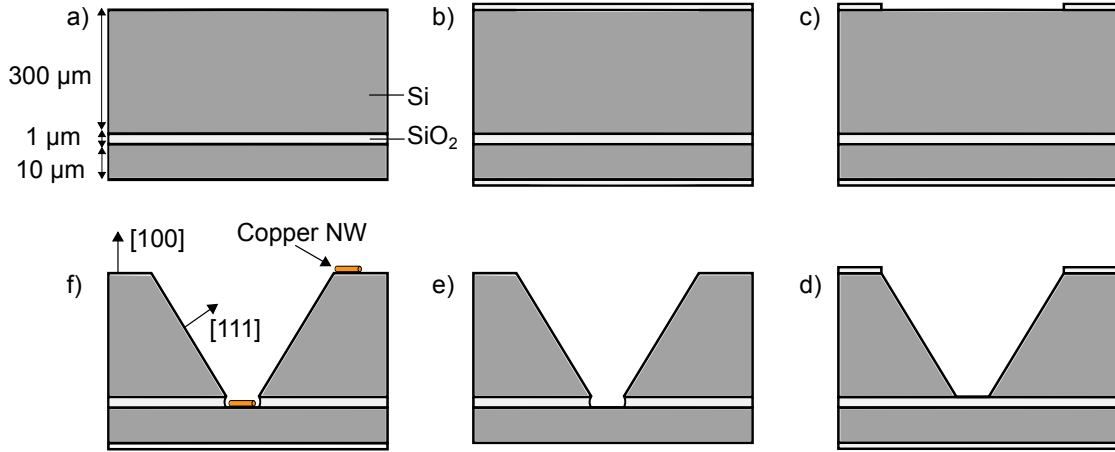 a)
300 µm
Si
1 µm
SiO₂
10 µm
b)
c)
[100]
Copper NW
f)
[111]
e)
d)